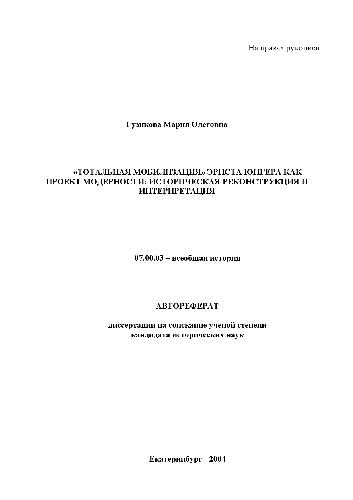 На правах рукописи
Гузикова Мария Олеговна
«ТОТАЛЬНАЯ МОБИЛИЗАЦИЯ» ЭРНСТА ЮНГЕРА КАК
ПРОЕКТ МОДЕРНОСТИ: ИСТОРИЧЕСКАЯ РЕКОНСТРУКЦИЯ И
ИНТЕРПРЕТАЦИЯ
07.00.03 – всеобщая история
АВТОРЕФЕРАТ
диссертации на соискание ученой степени
кандидата исторических наук
Екатеринбург 2004